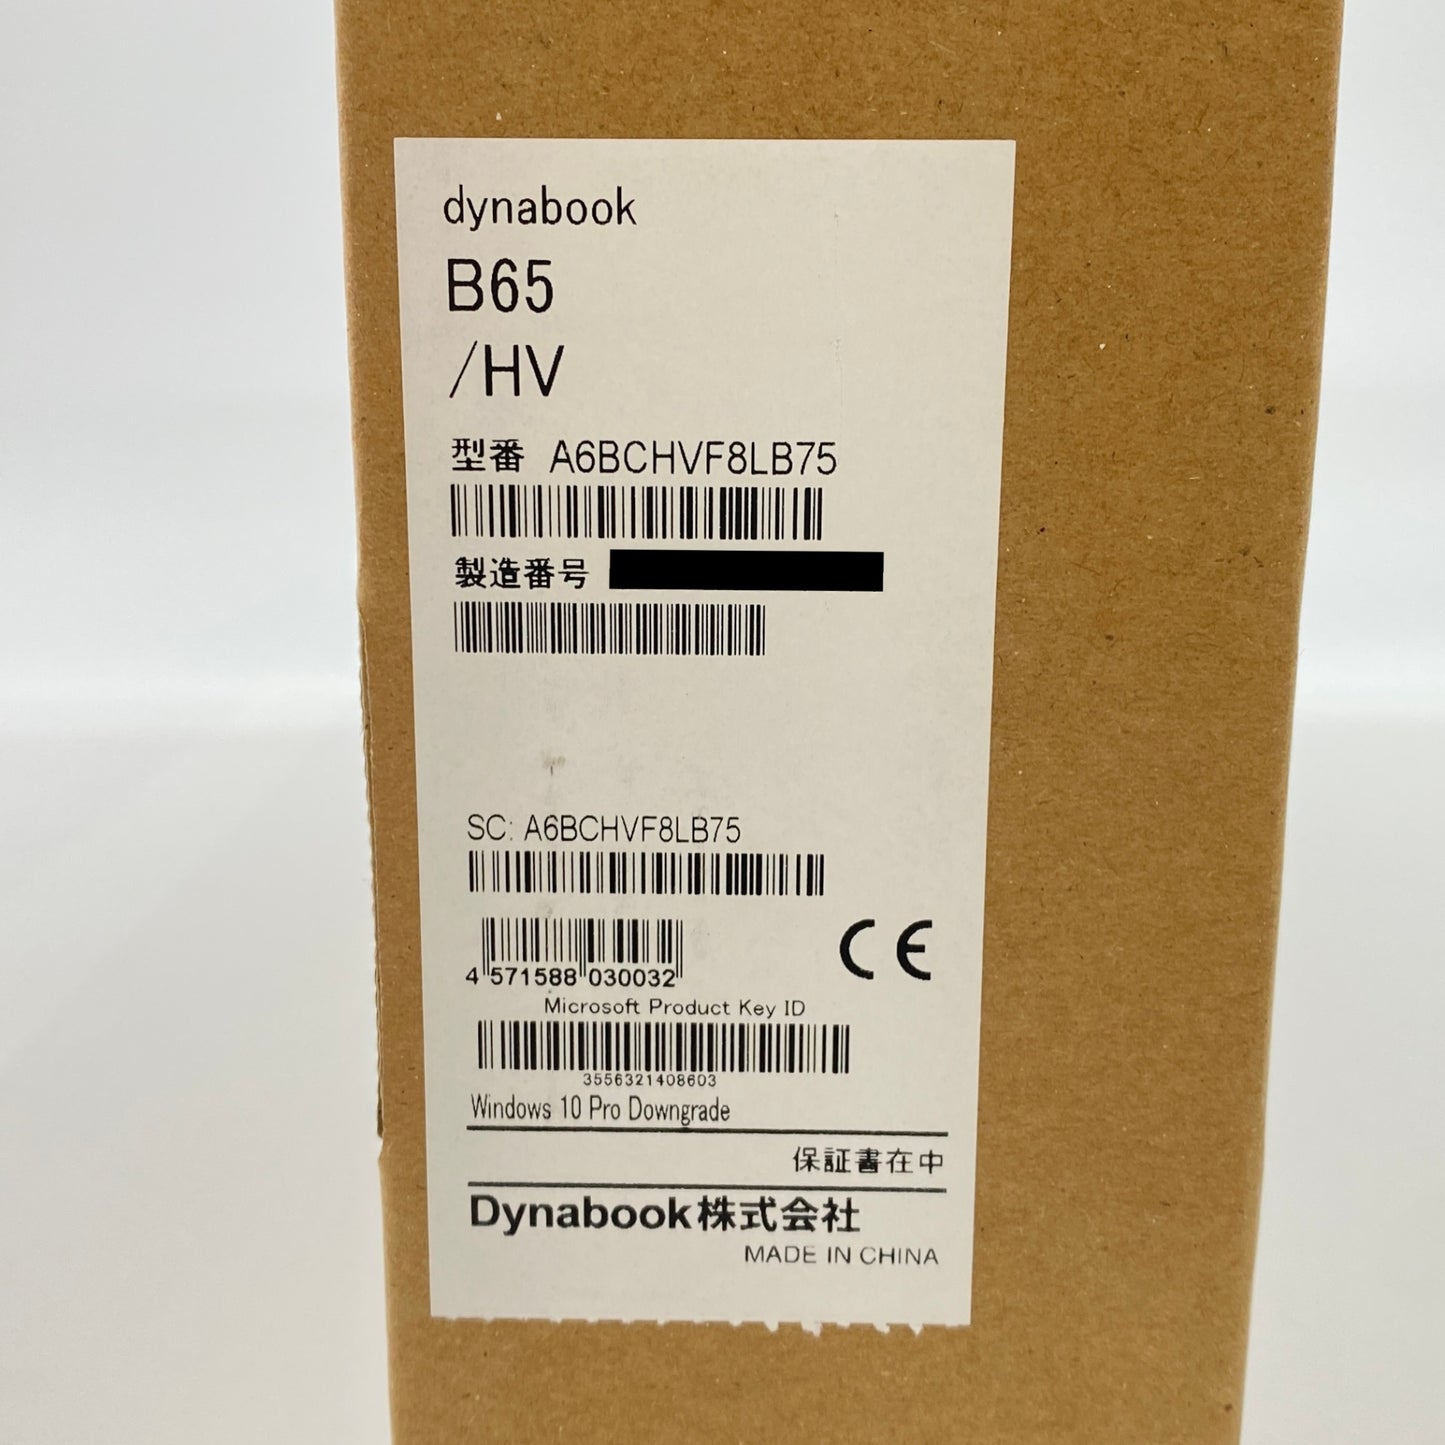 dynabook
B65
/HV
型番 A6BCHVF8LB75
製造番号
SC: A6BCHVF8LB75
4 571588 030032
Microsoft Product Key ID
3556321408603
Windows 10 Pro Downgrade
保証書在中
Dynabook株式会社
MADE IN CHINA
CE